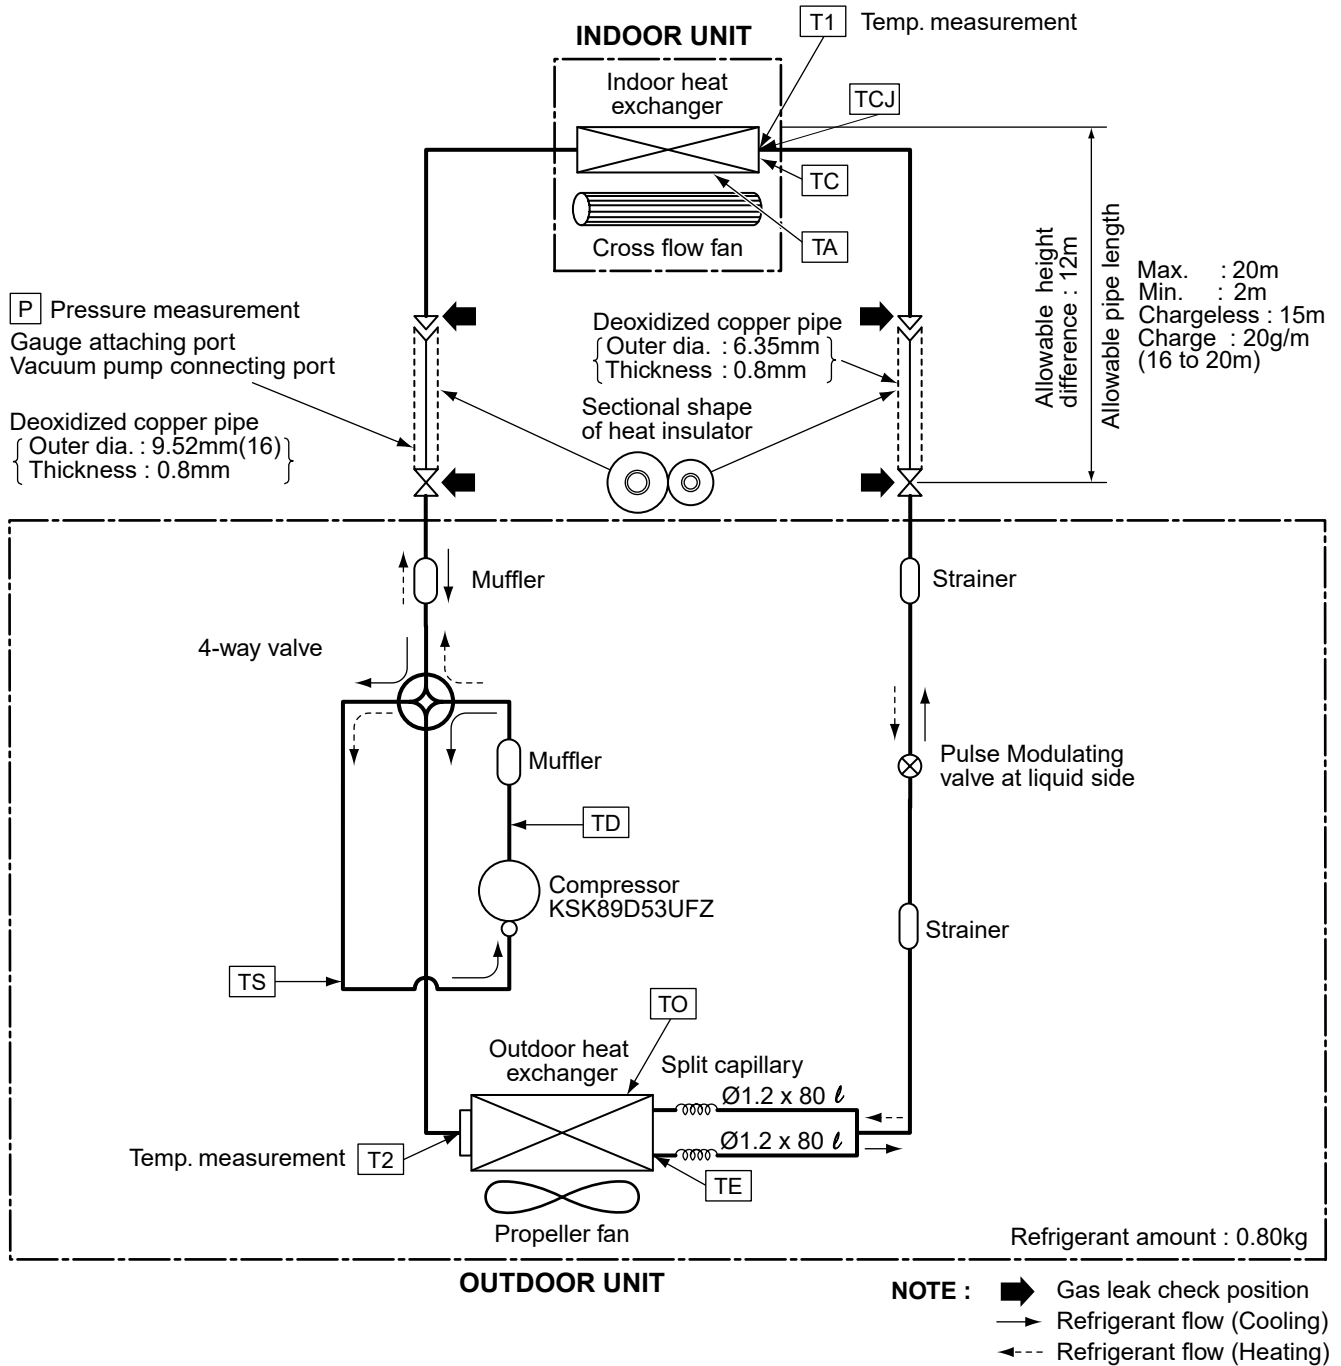 T1 Temp. measurement
INDOOR UNIT
Indoor heat
exchanger
TCJ
TC
Cross flow fan
TA
Allowable height
difference : 12m
Allowable pipe length
Max. : 20m
Min. : 2m
Chargeless : 15m
Charge : 20g/m
(16 to 20m)
P Pressure measurement
Gauge attaching port
Vacuum pump connecting port
Deoxidized copper pipe
Outer dia. : 9.52mm(16)
Thickness : 0.8mm
Deoxidized copper pipe
Outer dia. : 6.35mm
Thickness : 0.8mm
Sectional shape
of heat insulator
Muffler
Strainer
4-way valve
Muffler
Pulse Modulating
valve at liquid side
TD
Compressor
KSK89D53UFZ
Strainer
TS
TO
Outdoor heat
exchanger
Split capillary
Ø1.2 x 80 ℓ
Ø1.2 x 80 ℓ
Temp. measurement T2
TE
Propeller fan
Refrigerant amount : 0.80kg
OUTDOOR UNIT
NOTE : Gas leak check position
Refrigerant flow (Cooling)
Refrigerant flow (Heating)